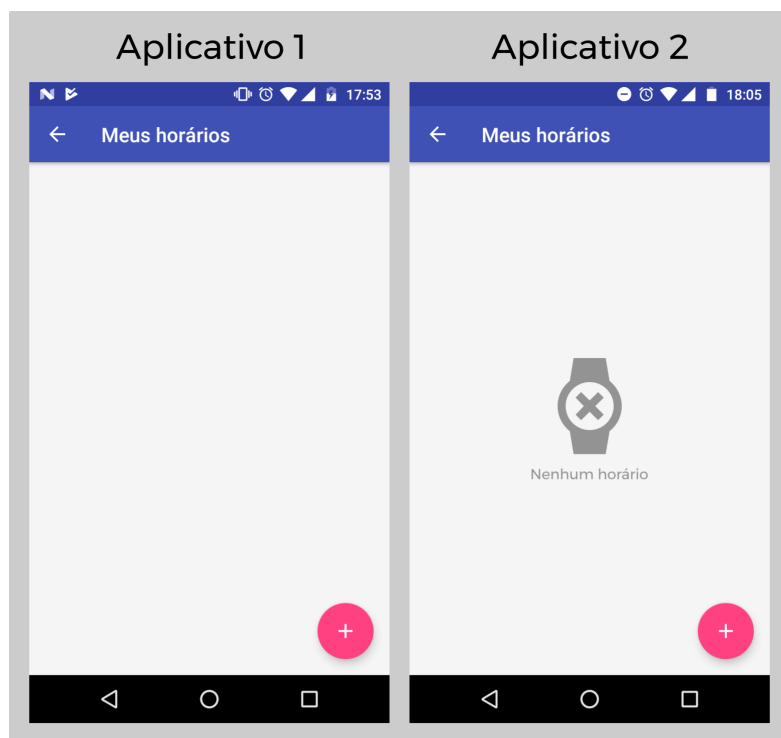 Aplicativo 1
Aplicativo 2
17:53
Meus horários
18:05
Meus horários
Nenhum horário